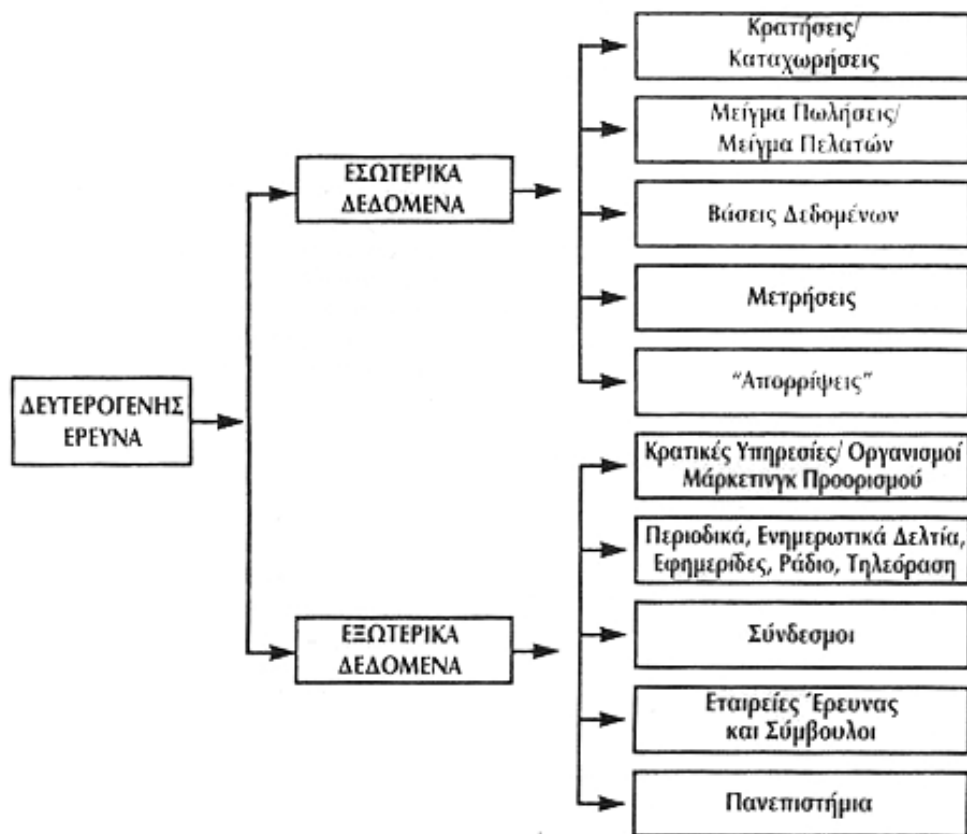 Κρατήσεις/
Καταχωρήσεις
Μείγμα Πωλήσεις/
Μείγμα Πελατών
ΕΣΩΤΕΡΙΚΑ
ΔΕΔΟΜΕΝΑ
Βάσεις Δεδομένων
Μετρήσεις
“Απορρίψεις”
ΔΕΥΤΕΡΟΓΕΝΗΣ
ΕΡΕΥΝΑ
Κρατικές Υπηρεσίες/ Οργανισμοί
Μάρκετινγκ Προορισμού
Περιοδικά, Ενημερωτικά Δελτία,
Εφημερίδες, Ράδιο, Τηλεόραση
ΕΞΩΤΕΡΙΚΑ
ΔΕΔΟΜΕΝΑ
Σύνδεσμοι
Εταιρείες Έρευνας
και Σύμβουλοι
Πανεπιστήμια